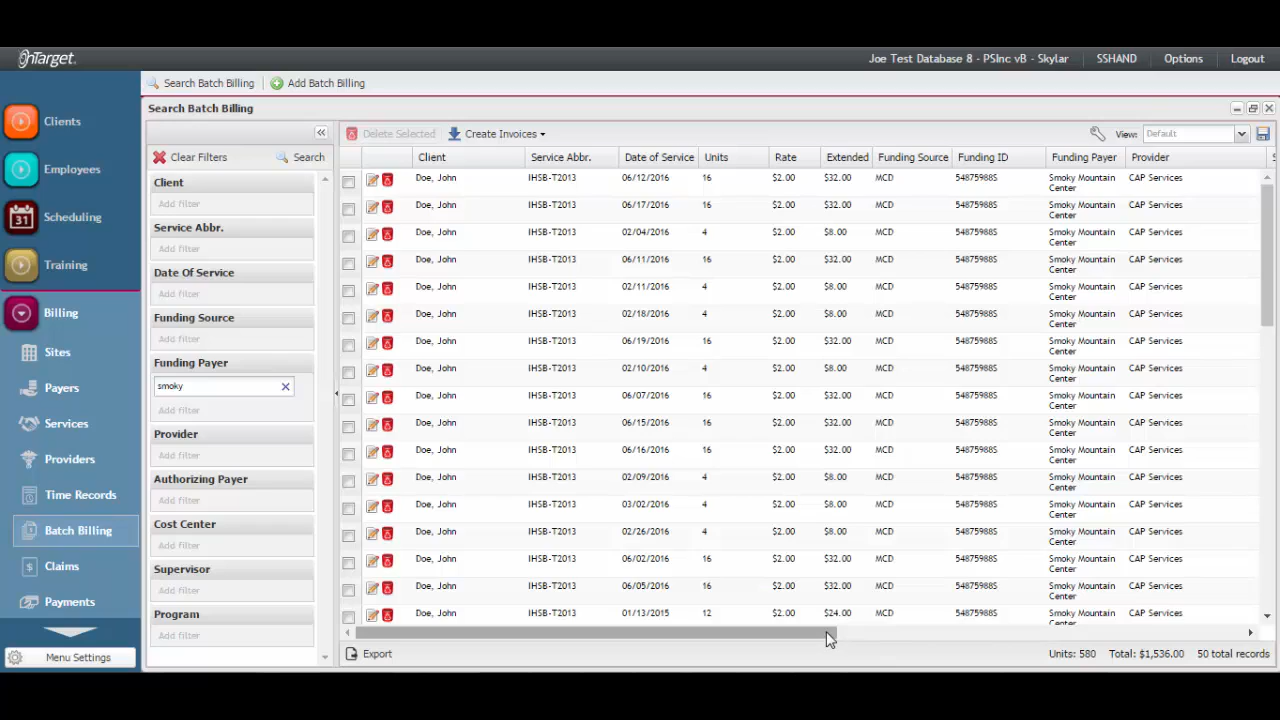 OnTarget. Joe Test Database 8 - PSInc vB - Skylar SSHAND Options Logout
Search Batch Billing Add Batch Billing
Search Batch Billing
Clients
Employees
31 Scheduling
Training
Billing
Sites
Payers
Services
Providers
Time Records
Batch Billing
$ Claims
Payments
Menu Settings
Clear Filters Search
Client
Add filter
Service Abbr.
Add filter
Date Of Service
Add filter
Funding Source
Add filter
Funding Payer
smoky
Add filter
Provider
Add filter
Authorizing Payer
Add filter
Cost Center
Add filter
Supervisor
Add filter
Program
Add filter
Delete Selected Create Invoices View: Default
Client Service Abbr. Date of Service Units Rate Extended Funding Source Funding ID Funding Payer Provider S
Doe, John IHSB-T2013 06/12/2016 16 $2.00 $32.00 MCD 54875988S Smoky Mountain CAP Services
Center
Doe, John IHSB-T2013 06/17/2016 16 $2.00 $32.00 MCD 54875988S Smoky Mountain CAP Services
Center
Doe, John IHSB-T2013 02/04/2016 4 $2.00 $8.00 MCD 54875988S Smoky Mountain CAP Services
Center
Doe, John IHSB-T2013 06/11/2016 16 $2.00 $32.00 MCD 54875988S Smoky Mountain CAP Services
Center
Doe, John IHSB-T2013 02/11/2016 4 $2.00 $8.00 MCD 54875988S Smoky Mountain CAP Services
Center
Doe, John IHSB-T2013 02/18/2016 4 $2.00 $8.00 MCD 54875988S Smoky Mountain CAP Services
Center
Doe, John IHSB-T2013 06/19/2016 16 $2.00 $32.00 MCD 54875988S Smoky Mountain CAP Services
Center
Doe, John IHSB-T2013 02/10/2016 4 $2.00 $8.00 MCD 54875988S Smoky Mountain CAP Services
Center
Doe, John IHSB-T2013 06/07/2016 16 $2.00 $32.00 MCD 54875988S Smoky Mountain CAP Services
Center
Doe, John IHSB-T2013 06/15/2016 16 $2.00 $32.00 MCD 54875988S Smoky Mountain CAP Services
Center
Doe, John IHSB-T2013 06/16/2016 16 $2.00 $32.00 MCD 54875988S Smoky Mountain CAP Services
Center
Doe, John IHSB-T2013 02/09/2016 4 $2.00 $8.00 MCD 54875988S Smoky Mountain CAP Services
Center
Doe, John IHSB-T2013 03/02/2016 4 $2.00 $8.00 MCD 54875988S Smoky Mountain CAP Services
Center
Doe, John IHSB-T2013 02/26/2016 4 $2.00 $8.00 MCD 54875988S Smoky Mountain CAP Services
Center
Doe, John IHSB-T2013 06/02/2016 16 $2.00 $32.00 MCD 54875988S Smoky Mountain CAP Services
Center
Doe, John IHSB-T2013 06/05/2016 16 $2.00 $32.00 MCD 54875988S Smoky Mountain CAP Services
Center
Doe, John IHSB-T2013 01/13/2015 12 $2.00 $24.00 MCD 54875988S Smoky Mountain CAP Services
Center
Export Units: 580 Total: $1,536.00 50 total records